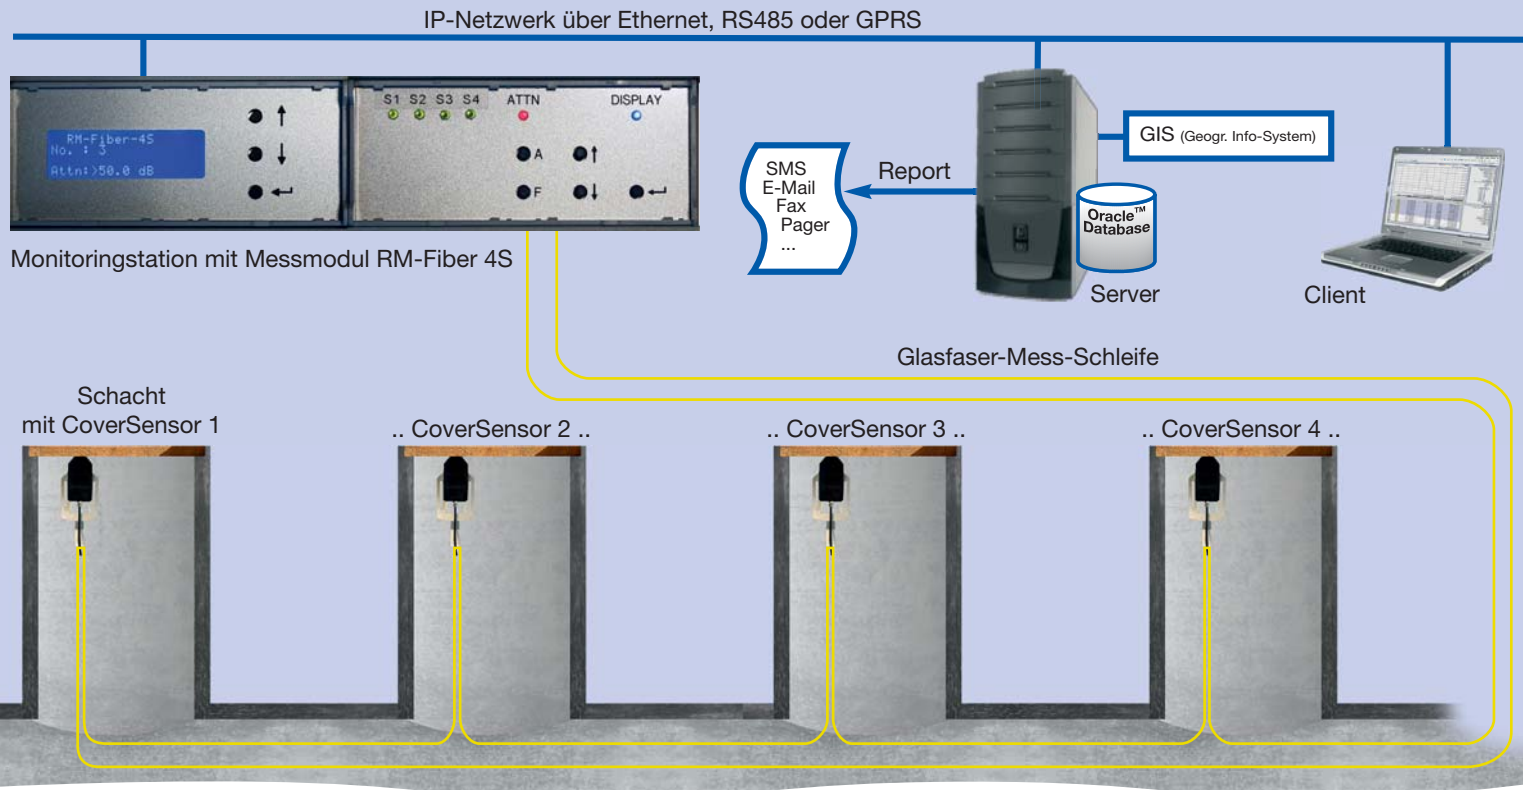 IP-Netzwerk über Ethernet, RS485 oder GPRS
S1 S2 S3 S4 ATTN DISPLAY
RM-Fiber-4S
No. : 3
Attn:>50.0 dB
A
F
GIS (Geogr. Info-System)
SMS
E-Mail
Fax
Pager
...
Report
Oracle™
Database
Monitoringstation mit Messmodul RM-Fiber 4S
Server
Client
Glasfaser-Mess-Schleife
Schacht
mit CoverSensor 1
.. CoverSensor 2 ..
.. CoverSensor 3 ..
.. CoverSensor 4 ..